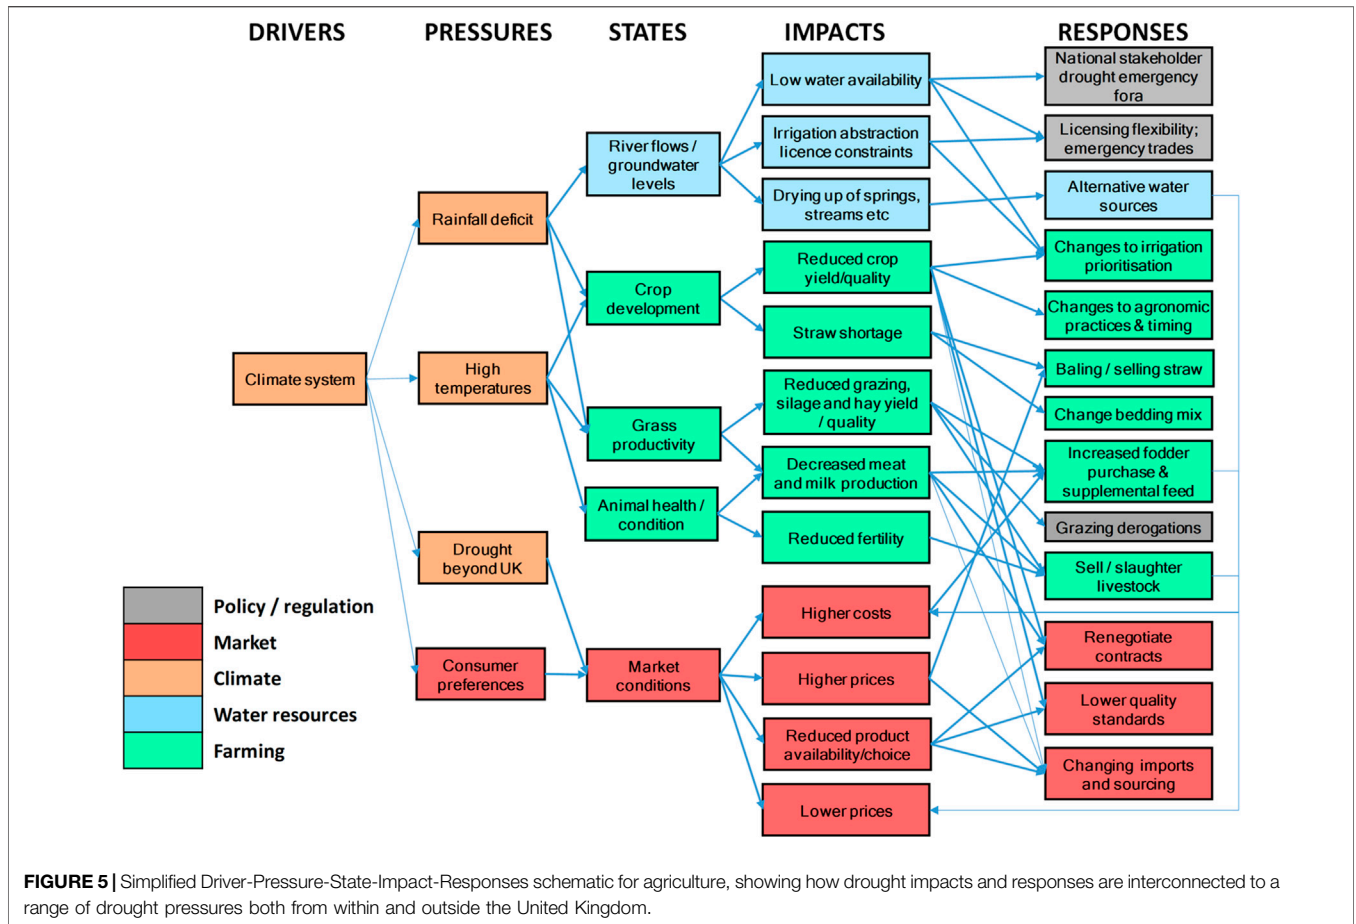 DRIVERS
PRESSURES
STATES
IMPACTS
RESPONSES
Climate system
Rainfall deficit
High
temperatures
Drought
beyond UK
Consumer
preferences
River flows /
groundwater
levels
Crop
development
Grass
productivity
Animal health /
condition
Market
conditions
Low water availability
Irrigation abstraction
licence constraints
Drying up of springs,
streams etc
Reduced crop
yield/quality
Straw shortage
Reduced grazing,
silage and hay yield
/ quality
Decreased meat
and milk production
Reduced fertility
Higher costs
Higher prices
Reduced product
availability/choice
Lower prices
National stakeholder
drought emergency
fora
Licensing flexibility;
emergency trades
Alternative water
sources
Changes to irrigation
prioritisation
Changes to agronomic
practices & timing
Baling / selling straw
Change bedding mix
Increased fodder
purchase &
supplemental feed
Grazing derogations
Sell / slaughter
livestock
Renegotiate
contracts
Lower quality
standards
Changing imports
and sourcing
Policy / regulation
Market
Climate
Water resources
Farming
FIGURE 5 | Simplified Driver-Pressure-State-Impact-Responses schematic for agriculture, showing how drought impacts and responses are interconnected to a
range of drought pressures both from within and outside the United Kingdom.